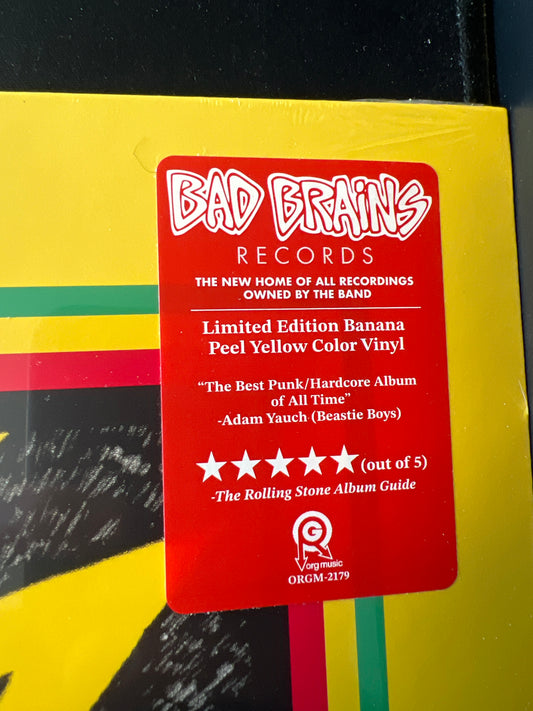 BAD BRAiNS
RECORDS
THE NEW HOME OF ALL RECORDINGS
OWNED BY THE BAND
Limited Edition Banana
Peel Yellow Color Vinyl
“The Best Punk/Hardcore Album
of All Time”
-Adam Yauch (Beastie Boys)
(out of 5)
-The Rolling Stone Album Guide
G
org music
ORGM-2179